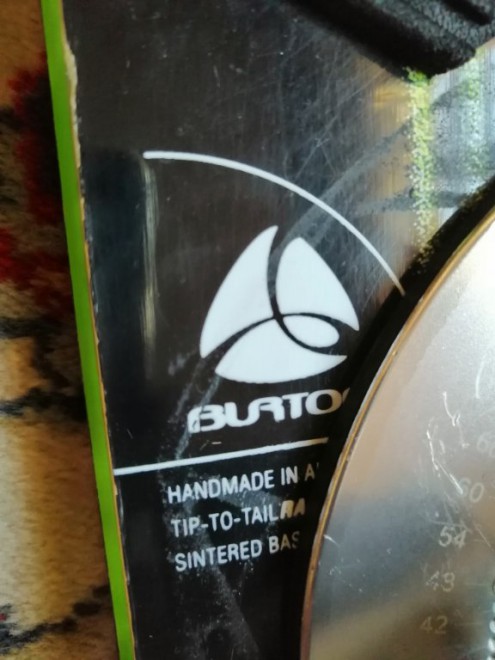 BURTO
HANDMADE IN A
TIP-TO-TAIL RA
SINTERED BAS
60
54
48
42